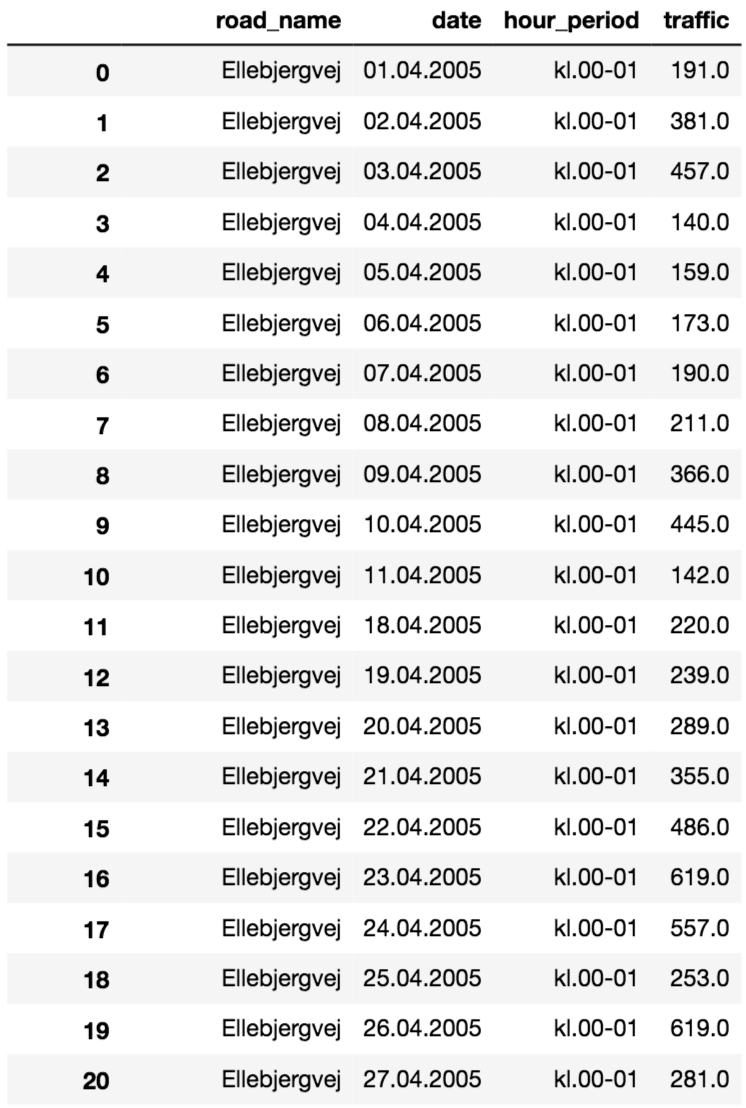 road_name date hour_period traffic
0 Ellebjergvej 01.04.2005 kl.00-01 191.0
1 Ellebjergvej 02.04.2005 kl.00-01 381.0
2 Ellebjergvej 03.04.2005 kl.00-01 457.0
3 Ellebjergvej 04.04.2005 kl.00-01 140.0
4 Ellebjergvej 05.04.2005 kl.00-01 159.0
5 Ellebjergvej 06.04.2005 kl.00-01 173.0
6 Ellebjergvej 07.04.2005 kl.00-01 190.0
7 Ellebjergvej 08.04.2005 kl.00-01 211.0
8 Ellebjergvej 09.04.2005 kl.00-01 366.0
9 Ellebjergvej 10.04.2005 kl.00-01 445.0
10 Ellebjergvej 11.04.2005 kl.00-01 142.0
11 Ellebjergvej 18.04.2005 kl.00-01 220.0
12 Ellebjergvej 19.04.2005 kl.00-01 239.0
13 Ellebjergvej 20.04.2005 kl.00-01 289.0
14 Ellebjergvej 21.04.2005 kl.00-01 355.0
15 Ellebjergvej 22.04.2005 kl.00-01 486.0
16 Ellebjergvej 23.04.2005 kl.00-01 619.0
17 Ellebjergvej 24.04.2005 kl.00-01 557.0
18 Ellebjergvej 25.04.2005 kl.00-01 253.0
19 Ellebjergvej 26.04.2005 kl.00-01 619.0
20 Ellebjergvej 27.04.2005 kl.00-01 281.0